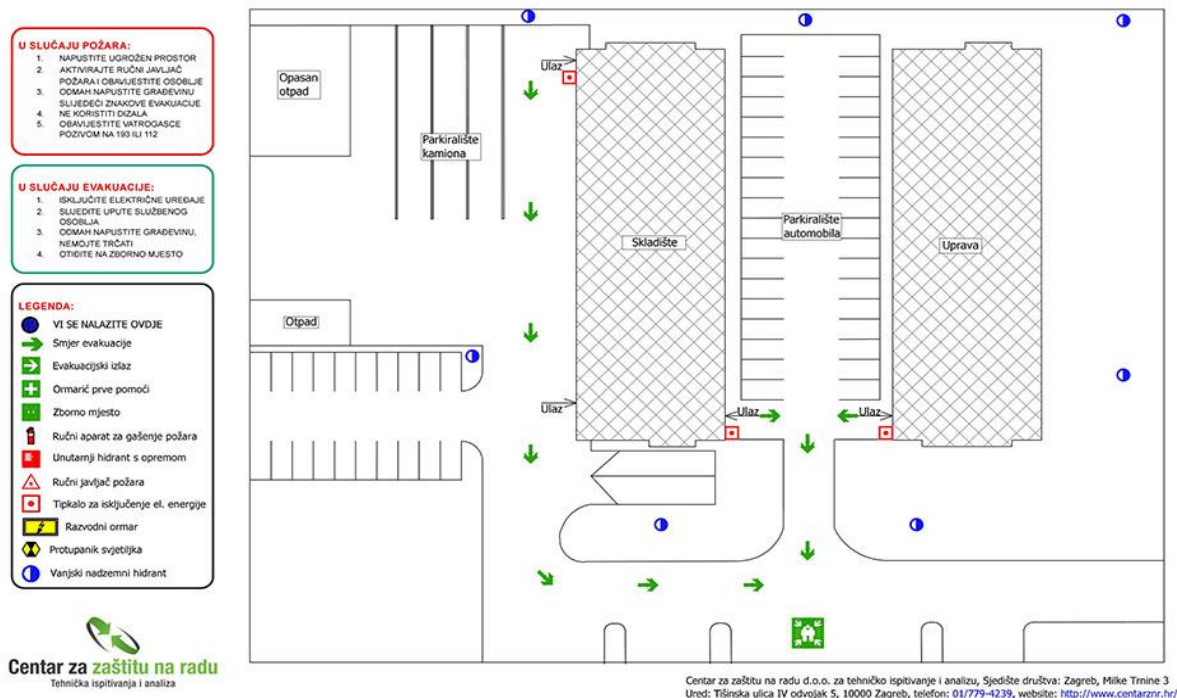 U SLUČAJU POŽARA:
1. NAPUSTITE UGROŽEN PROSTOR
2. AKTIVIRAJTE RUČNI JAVLJAČ
POŽARA I OBAVIJESTITE OSOBLJE
3. ODMAH NAPUSTITE GRAĐEVINU
SLIJEDEĆI ZNAKOVE EVAKUACIJE
4. NE KORISTITI DIZALA
5. OBAVIJESTITE VATROGASCE
POZIVOM NA 193 ILI 112
U SLUČAJU EVAKUACIJE:
1. ISKLJUČITE ELEKTRIČNE UREĐAJE
2. SLIJEDITE UPUTE SLUŽBENOG
OSOBLJA
3. ODMAH NAPUSTITE GRAĐEVINU,
NEMOJTE TRČATI
4. OTIĐITE NA ZBORNO MJESTO
LEGENDA:
VI SE NALAZITE OVDJE
Smjer evakuacije
Evakuacijski izlaz
Ormarić prve pomoći
Zborno mjesto
Ručni aparat za gašenje požara
Unutarnji hidrant s opremom
Ručni javljač požara
Tipkalo za isključenje el. energije
Razvodni ormar
Protupanik svjetiljka
Vanjski nadzemni hidrant
Centar za zaštitu na radu
Tehnička ispitivanja i analiza
Opasan
otpad
Parkiralište
kamiona
Ulaz
Skladište
Parkiralište
automobila
Uprava
Otpad
Ulaz
Ulaz
Ulaz
Centar za zaštitu na radu d.o.o. za tehničko ispitivanje i analizu, Sjedište društva: Zagreb, Milke Trnine 3
Ured: Tišinska ulica IV odvojak 5, 10000 Zagreb, telefon: 01/779-4239, website: http://www.centarznr.hr/